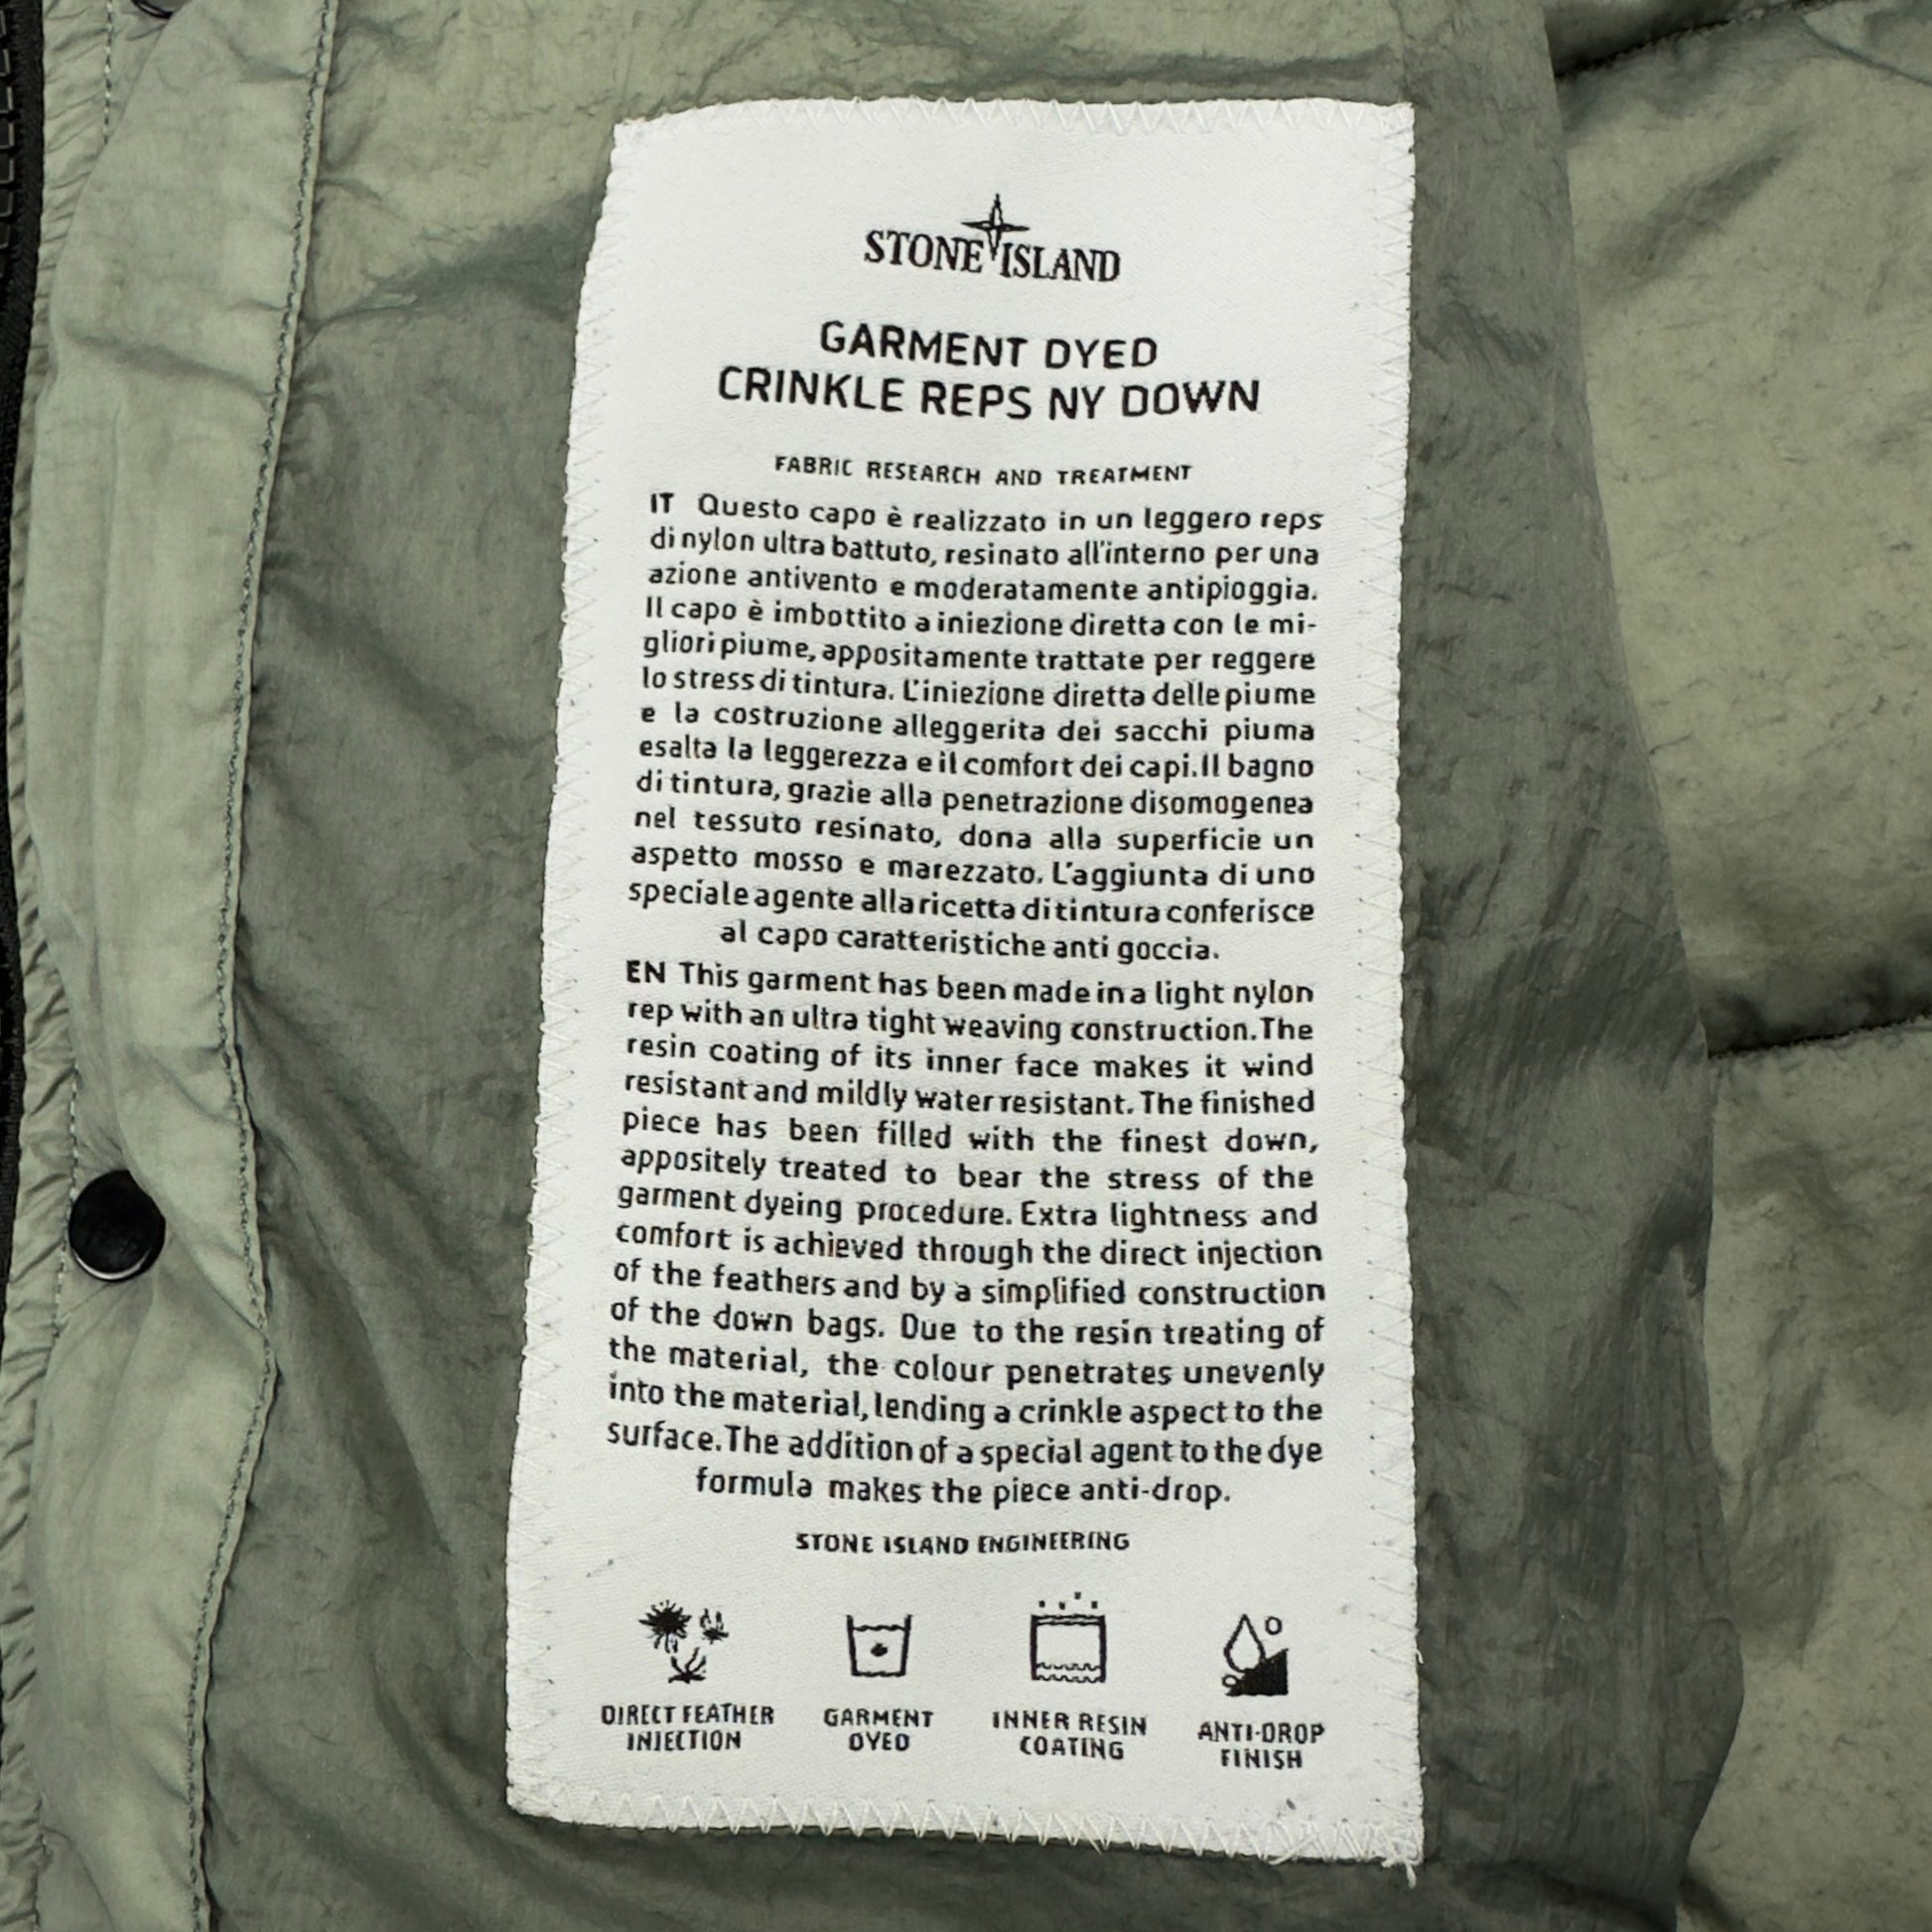 STONE ISLAND
GARMENT DYED
CRINKLE REPS NY DOWN
FABRIC RESEARCH AND TREATMENT
IT Questo capo è realizzato in un leggero reps
di nylon ultra battuto, resinato all'interno per una
azione antivento e moderatamente antipioggia.
Il capo è imbottito a iniezione diretta con le mi-
gliori piume, appositamente trattate per reggere
lo stress di tintura. L'iniezione diretta delle piume
e la costruzione alleggerita dei sacchi piuma
esalta la leggerezza e il comfort dei capi. Il bagno
di tintura, grazie alla penetrazione disomogenea
nel tessuto resinato, dona alla superficie un
aspetto mosso e marezzato. L'aggiunta di uno
speciale agente alla ricetta di tintura conferisce
al capo caratteristiche anti goccia.
EN This garment has been made in a light nylon
rep with an ultra tight weaving construction. The
resin coating of its inner face makes it wind
resistant and mildly water resistant. The finished
piece has been filled with the finest down,
appositely treated to bear the stress of the
garment dyeing procedure. Extra lightness and
comfort is achieved through the direct injection
of the feathers and by a simplified construction
of the down bags. Due to the resin treating of
the material, the colour penetrates unevenly
into the material, lending a crinkle aspect to the
surface. The addition of a special agent to the dye
formula makes the piece anti-drop.
STONE ISLAND ENGINEERING
DIRECT FEATHER
INJECTION
GARMENT
DYED
INNER RESIN
COATING
ANTI-DROP
FINISH